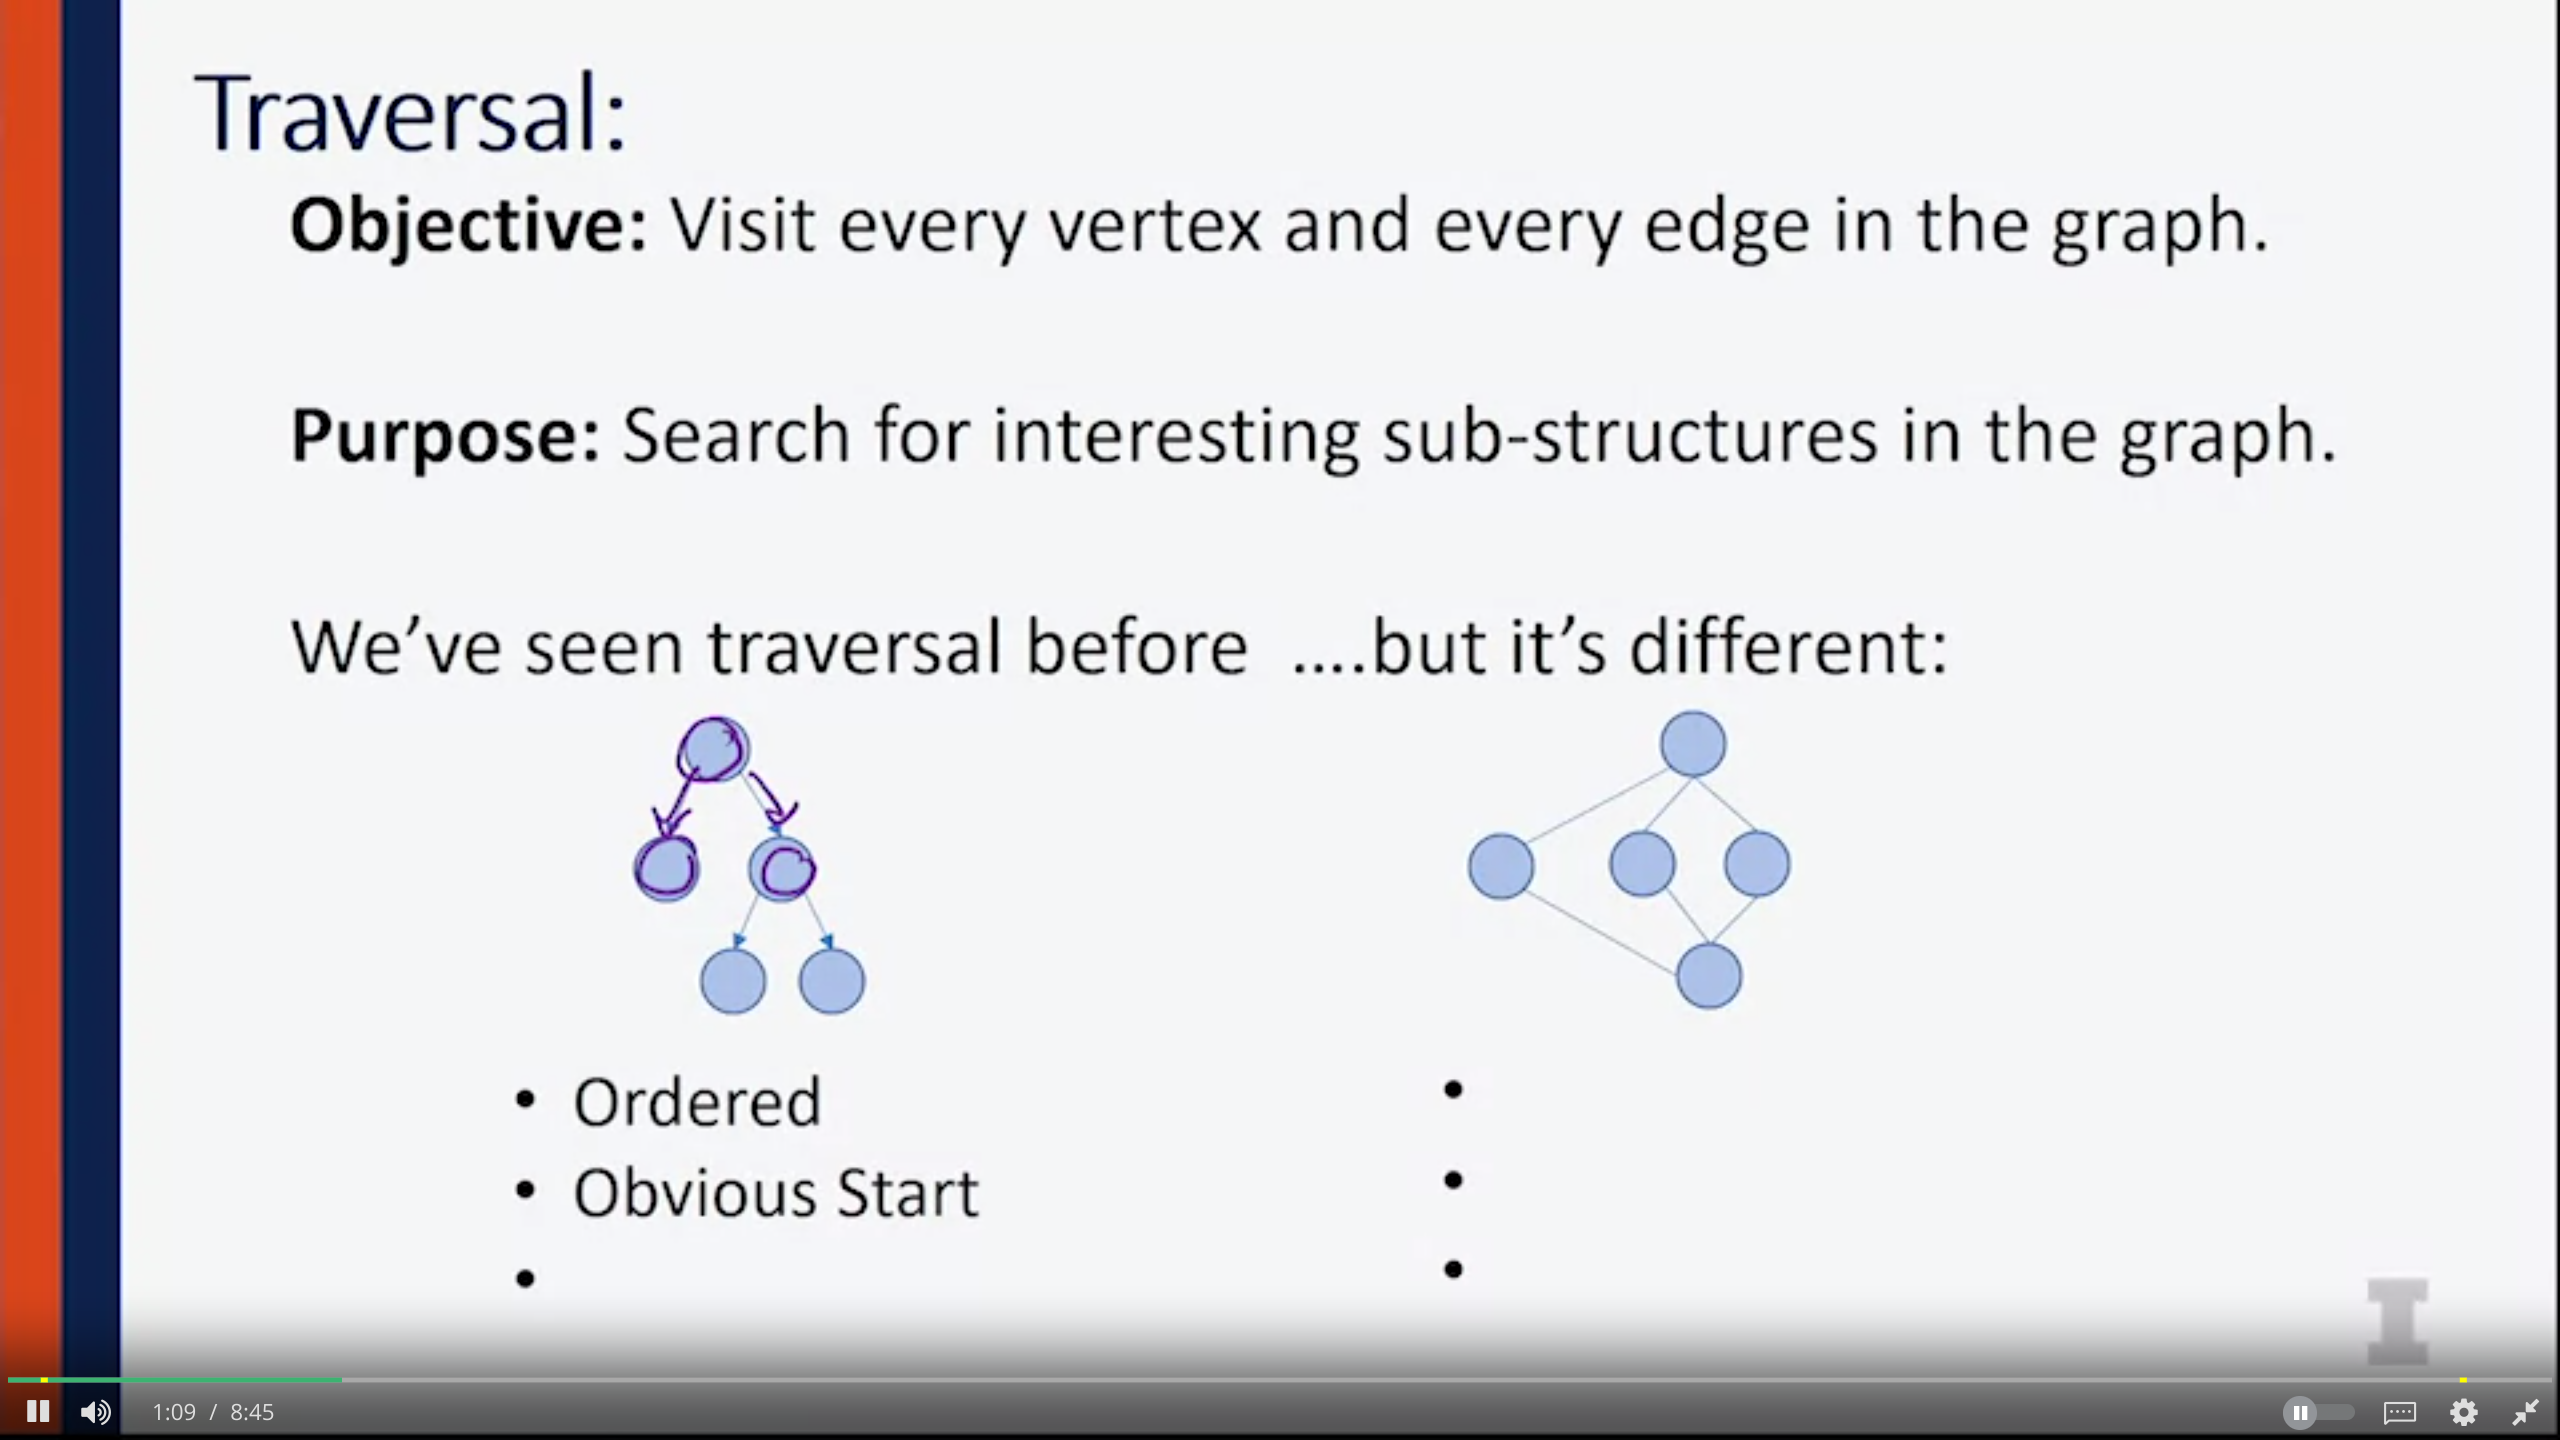 Traversal:
Objective: Visit every vertex and every edge in the graph.
Purpose: Search for interesting sub-structures in the graph.
We’ve seen traversal before ....but it’s different:
• Ordered
• Obvious Start
•
•
•
•
I
1:09 / 8:45